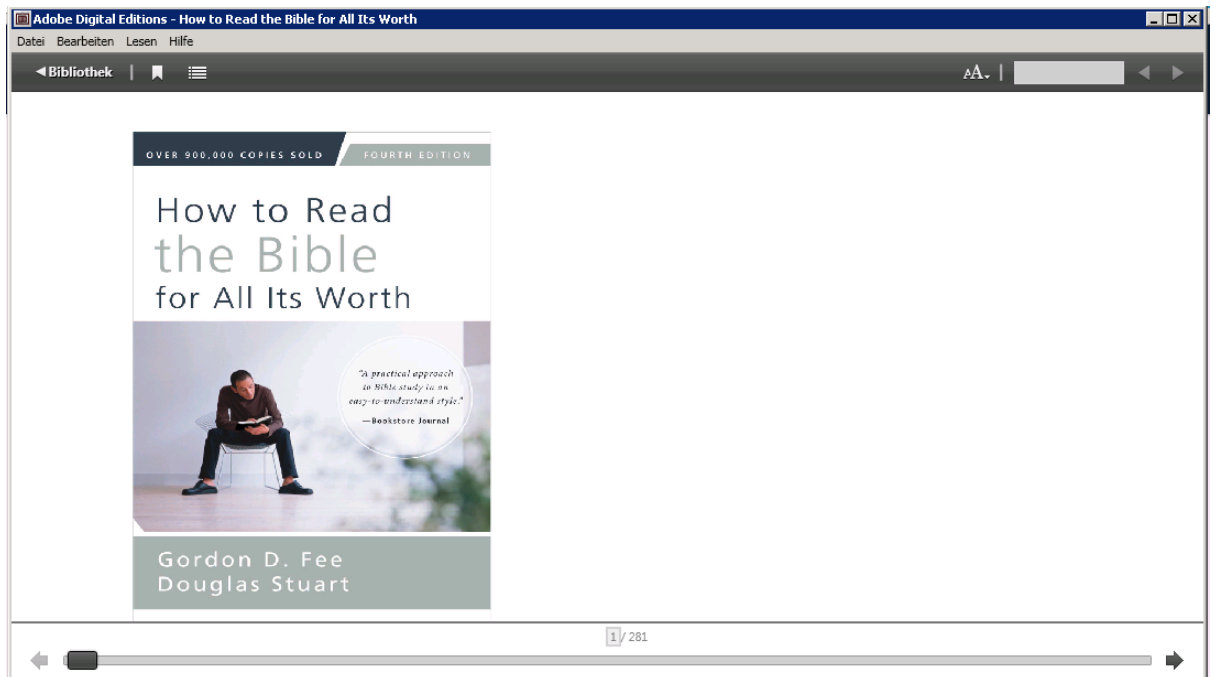 Adobe Digital Editions - How to Read the Bible for All Its Worth
Datei Bearbeiten Lesen Hilfe
Bibliothek
AA
OVER 900,000 COPIES SOLD
FOURTH EDITION
How to Read
the Bible
for All Its Worth
"A practical approach
to Bible study in an
easy-to-understand style."
—Bookstore Journal
Gordon D. Fee
Douglas Stuart
1 / 281